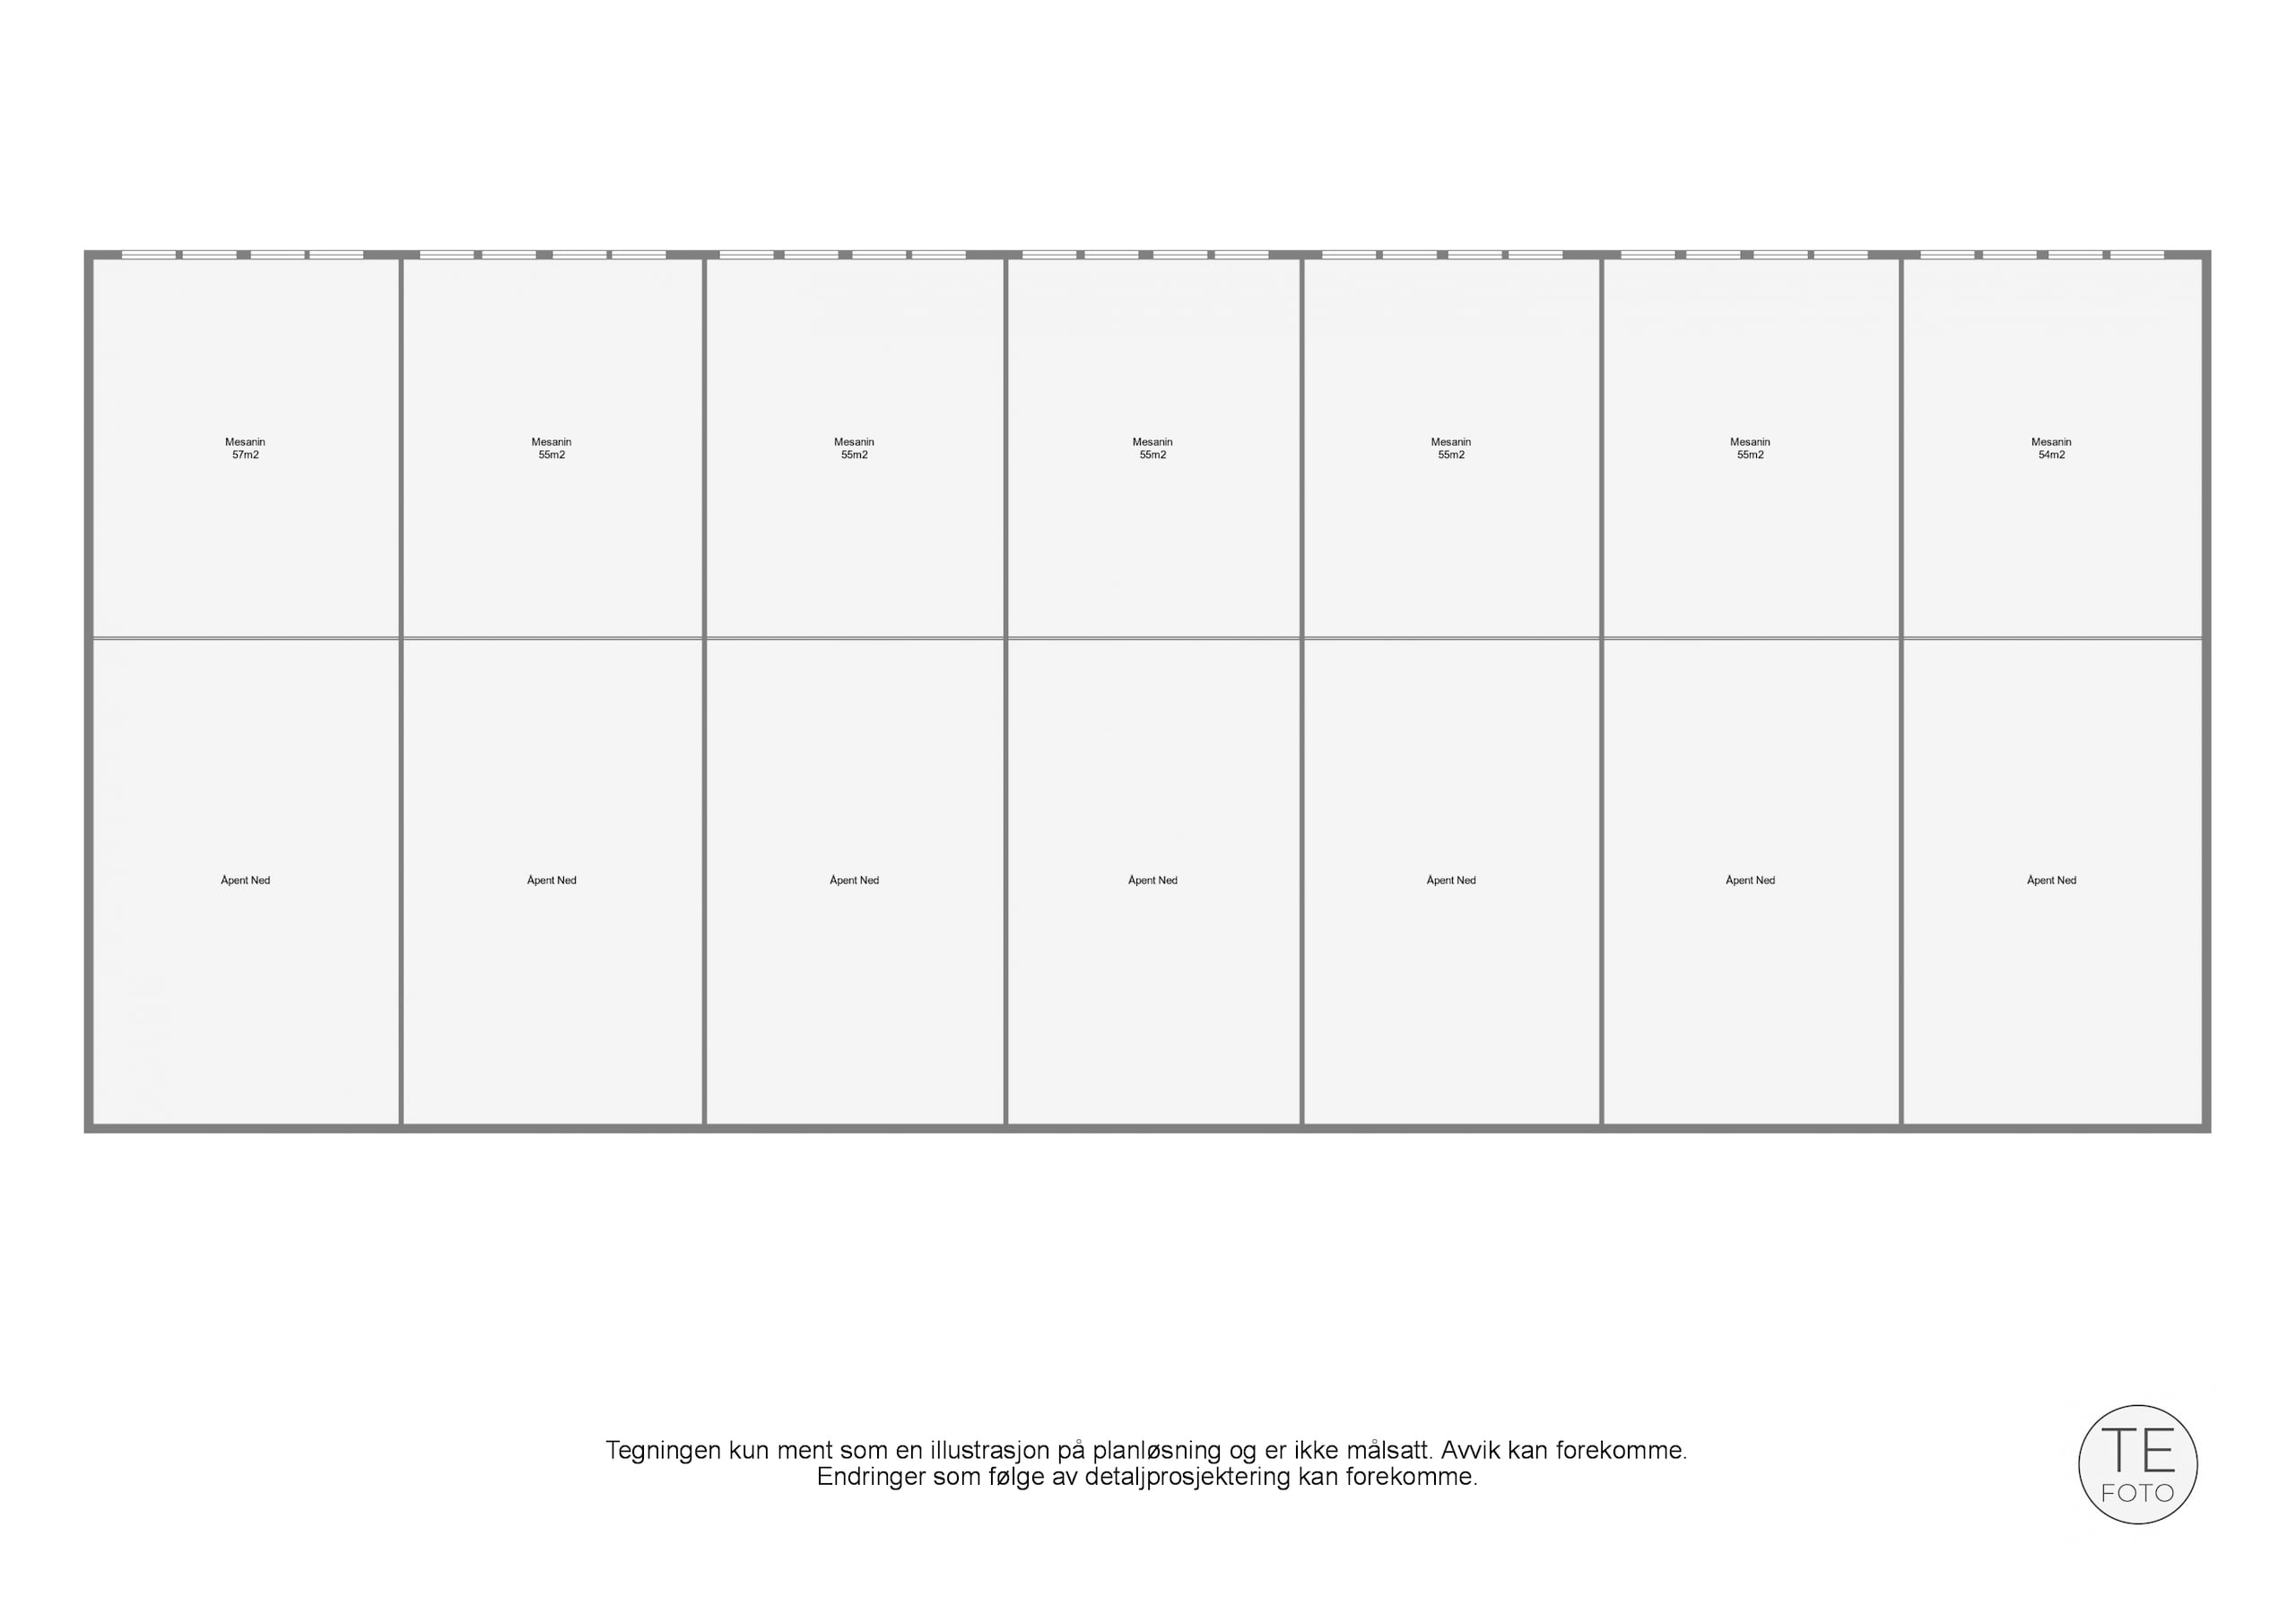 Mesanin
57m2
Mesanin
55m2
Mesanin
55m2
Mesanin
55m2
Mesanin
55m2
Mesanin
55m2
Mesanin
54m2
Åpent Ned
Åpent Ned
Åpent Ned
Åpent Ned
Åpent Ned
Åpent Ned
Åpent Ned
Tegningen kun ment som en illustrasjon på planløsning og er ikke målsatt. Avvik kan forekomme.
Endringer som følge av detaljprosjektering kan forekomme.
TE
FOTO